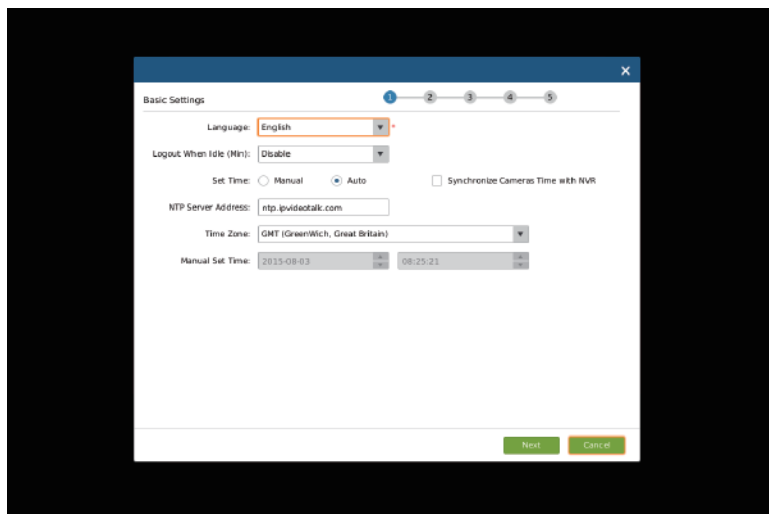 Basic Settings 1 2 3 4 5
Language: English *
Logout When Idle (Min): Disable
Set Time: Manual Auto Synchronize Cameras Time with NVR
NTP Server Address: ntp.ipvideotalk.com
Time Zone: GMT (GreenWich, Great Britain)
Manual Set Time: 2015-08-03 08:25:21
Next Cancel